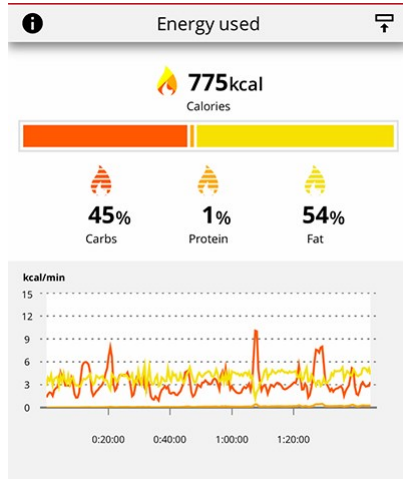 Energy used
775kcal
Calories
45% 1% 54%
Carbs Protein Fat
kcal/min
15
12
9
6
3
0
0:20:00 0:40:00 1:00:00 1:20:00